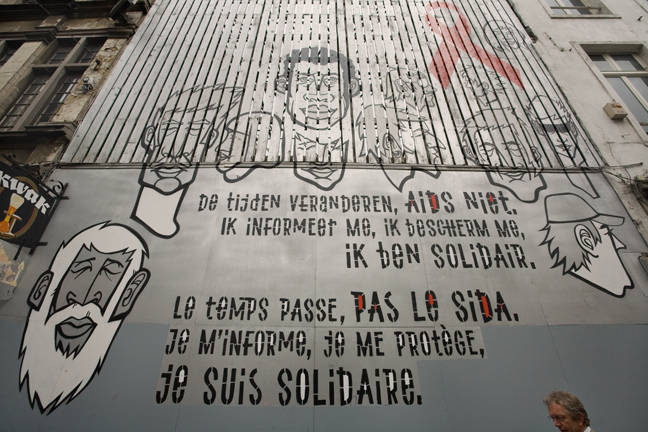 kwak
De tijden veranderen, Aids niet.
Ik informeer me, ik bescherm me,
ik ben solidair.
Le temps passe, pas le sida.
Je m'informe, je me protège,
je suis solidaire.